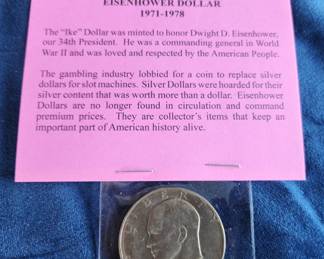 EISENHOWER DOLLAR
1971-1978
The "Ike" Dollar was minted to honor Dwight D. Eisenhower,
our 34th President. He was a commanding general in World
War II and was loved and respected by the American People.
The gambling industry lobbied for a coin to replace silver
dollars for slot machines. Silver Dollars were hoarded for their
silver content that was worth more than a dollar. Eisenhower
Dollars are no longer found in circulation and command
premium prices. They are collector's items that keep an
important part of American history alive.
LIBERTY